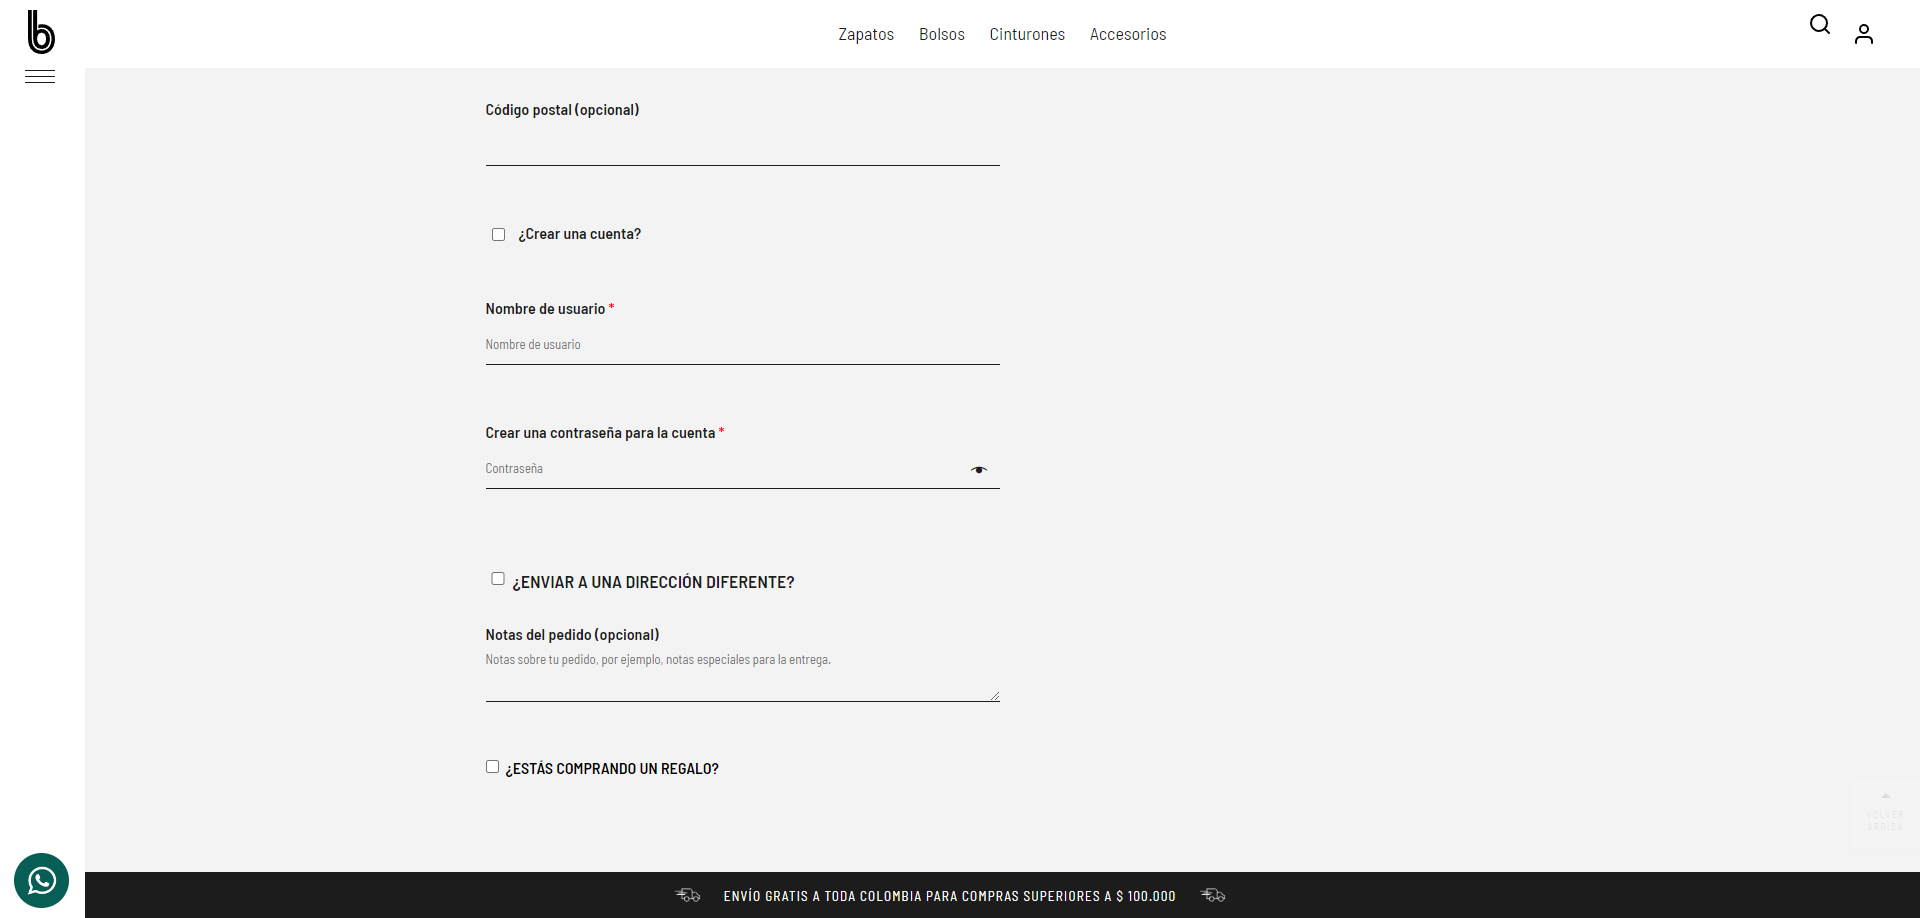 b
Zapatos Bolsos Cinturones Accesorios
Código postal (opcional)
¿Crear una cuenta?
Nombre de usuario *
Nombre de usuario
Crear una contraseña para la cuenta *
Contraseña
¿ENVIAR A UNA DIRECCIÓN DIFERENTE?
Notas del pedido (opcional)
Notas sobre tu pedido, por ejemplo, notas especiales para la entrega.
¿ESTÁS COMPRANDO UN REGALO?
VOLVER
ARRIBA
ENVÍO GRATIS A TODA COLOMBIA PARA COMPRAS SUPERIORES A $ 100.000